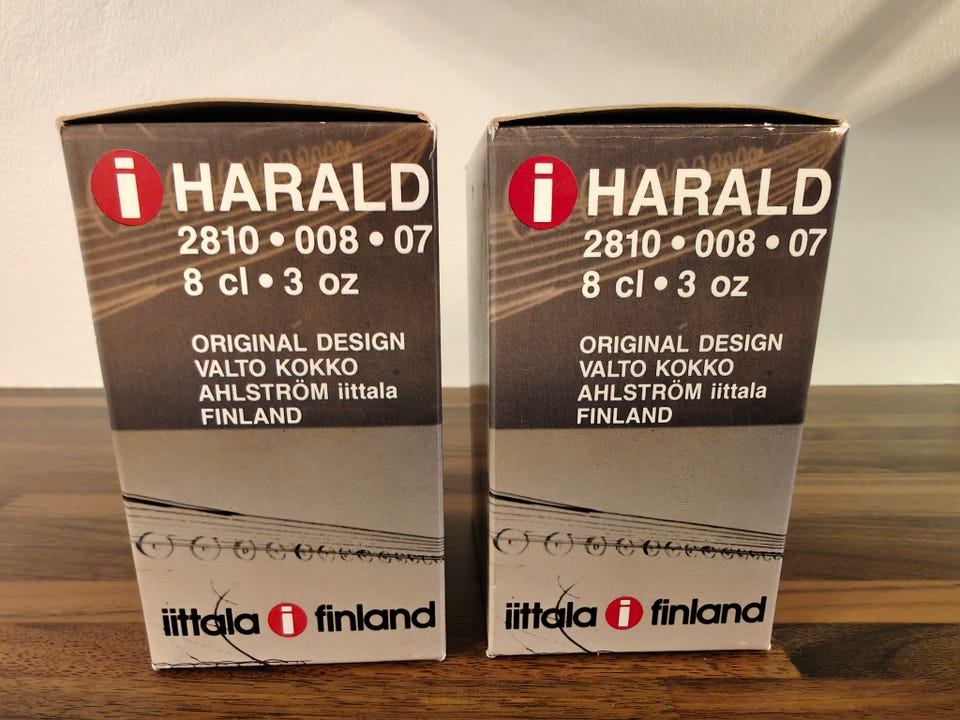 i HARALD
2810 • 008 • 07
8 cl • 3 oz
ORIGINAL DESIGN
VALTO KOKKO
AHLSTRÖM iittala
FINLAND
iittala i finland
i HARALD
2810 • 008 • 07
8 cl • 3 oz
ORIGINAL DESIGN
VALTO KOKKO
AHLSTRÖM iittala
FINLAND
iittala i finland